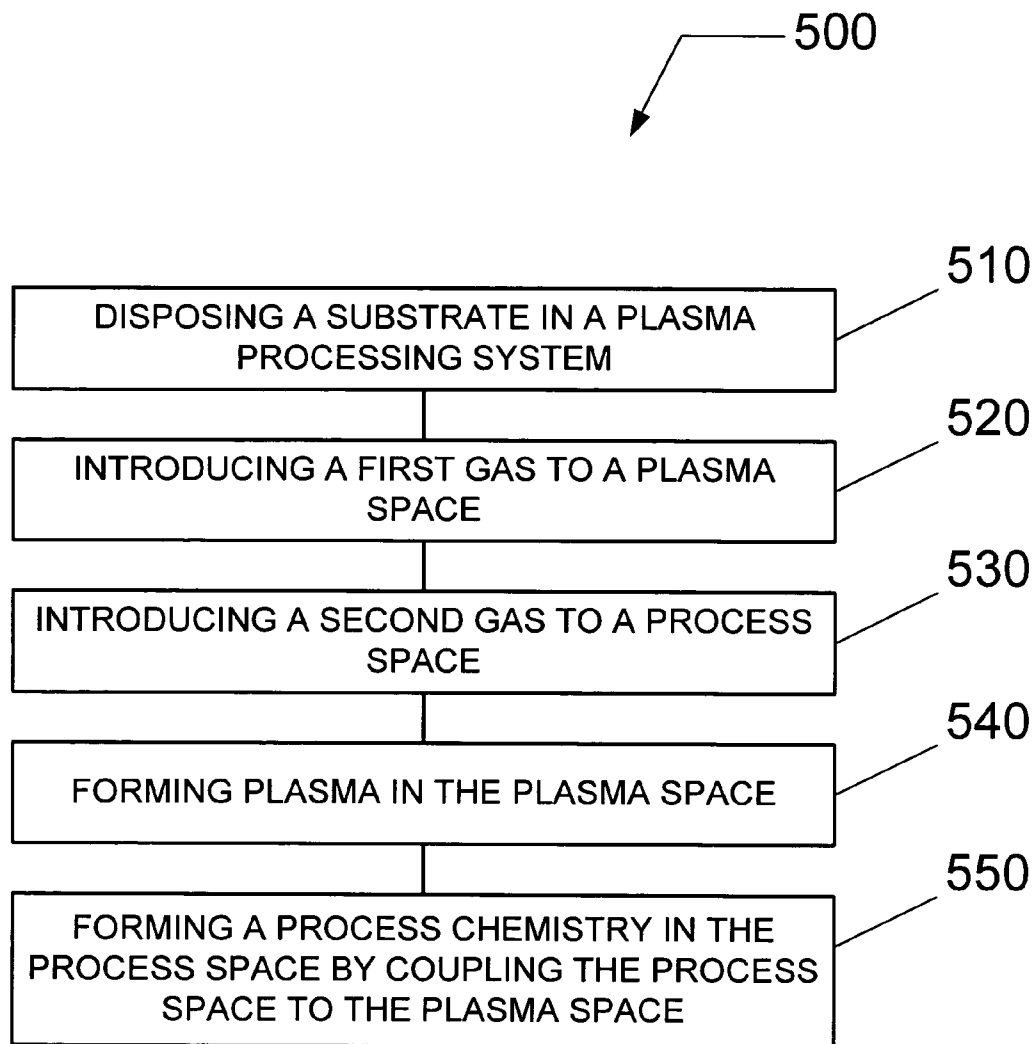 500
510
DISPOSING A SUBSTRATE IN A PLASMA
PROCESSING SYSTEM
520
INTRODUCING A FIRST GAS TO A PLASMA
SPACE
530
INTRODUCING A SECOND GAS TO A PROCESS
SPACE
540
FORMING PLASMA IN THE PLASMA SPACE
550
FORMING A PROCESS CHEMISTRY IN THE
PROCESS SPACE BY COUPLING THE PROCESS
SPACE TO THE PLASMA SPACE